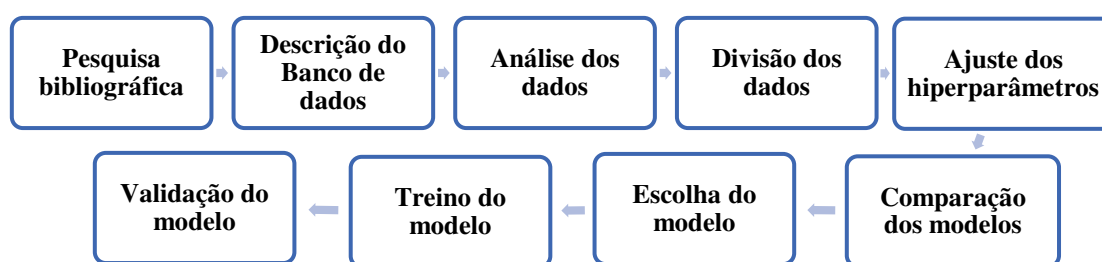 Pesquisa
bibliográfica
Descrição do
Banco de
dados
Análise dos
dados
Divisão dos
dados
Ajuste dos
hiperparâmetros
Comparação
dos modelos
Escolha do
modelo
Treino do
modelo
Validação do
modelo